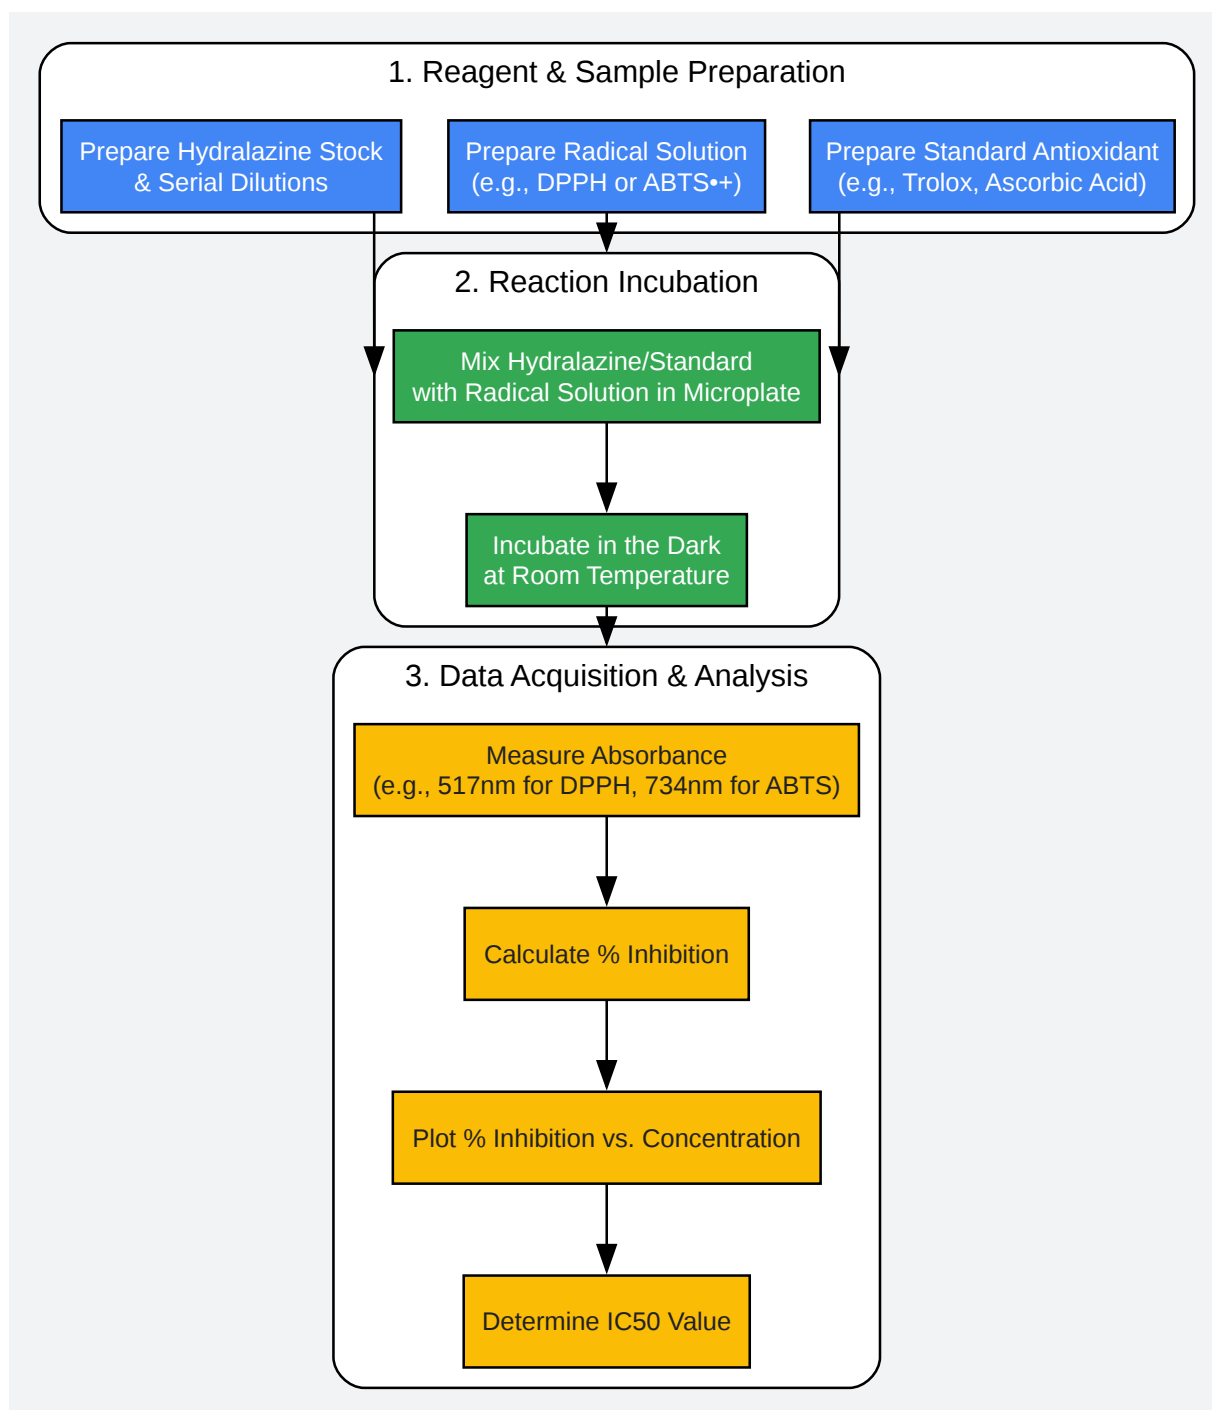 1. Reagent & Sample Preparation
Prepare Hydralazine Stock
& Serial Dilutions
Prepare Radical Solution
(e.g., DPPH or ABTS•+)
Prepare Standard Antioxidant
(e.g., Trolox, Ascorbic Acid)
2. Reaction Incubation
Mix Hydralazine/Standard
with Radical Solution in Microplate
Incubate in the Dark
at Room Temperature
3. Data Acquisition & Analysis
Measure Absorbance
(e.g., 517nm for DPPH, 734nm for ABTS)
Calculate % Inhibition
Plot % Inhibition vs. Concentration
Determine IC50 Value